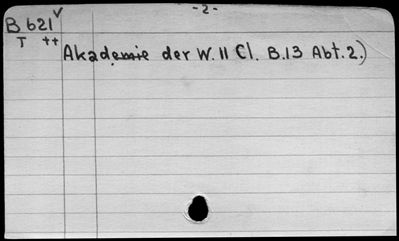 -2-
B 621 √
T ++
Akademie der W. II Cl. B.13 Abt.2.)